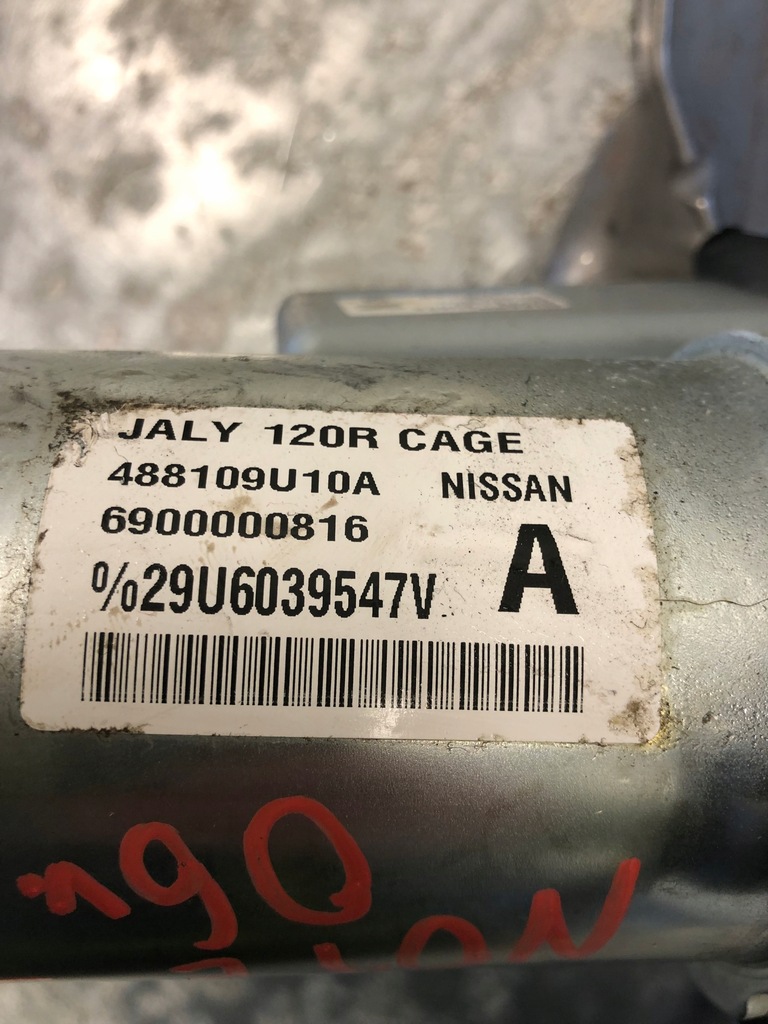 JALY 120R CAGE
488109U10A NISSAN
6900000816
%29U6039547V A